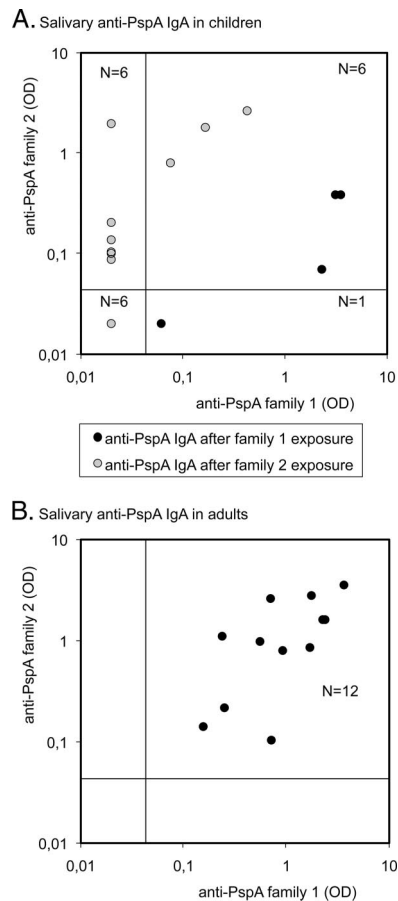 A. Salivary anti-PspA IgA in children
anti-PspA family 2 (OD)
10
1
0,1
0,01
N=6
N=6
N=6
N=1
0,01
0,1
1
10
anti-PspA family 1 (OD)
anti-PspA IgA after family 1 exposure
anti-PspA IgA after family 2 exposure
B. Salivary anti-PspA IgA in adults
anti-PspA family 2 (OD)
10
1
0,1
0,01
N=12
0,01
0,1
1
10
anti-PspA family 1 (OD)